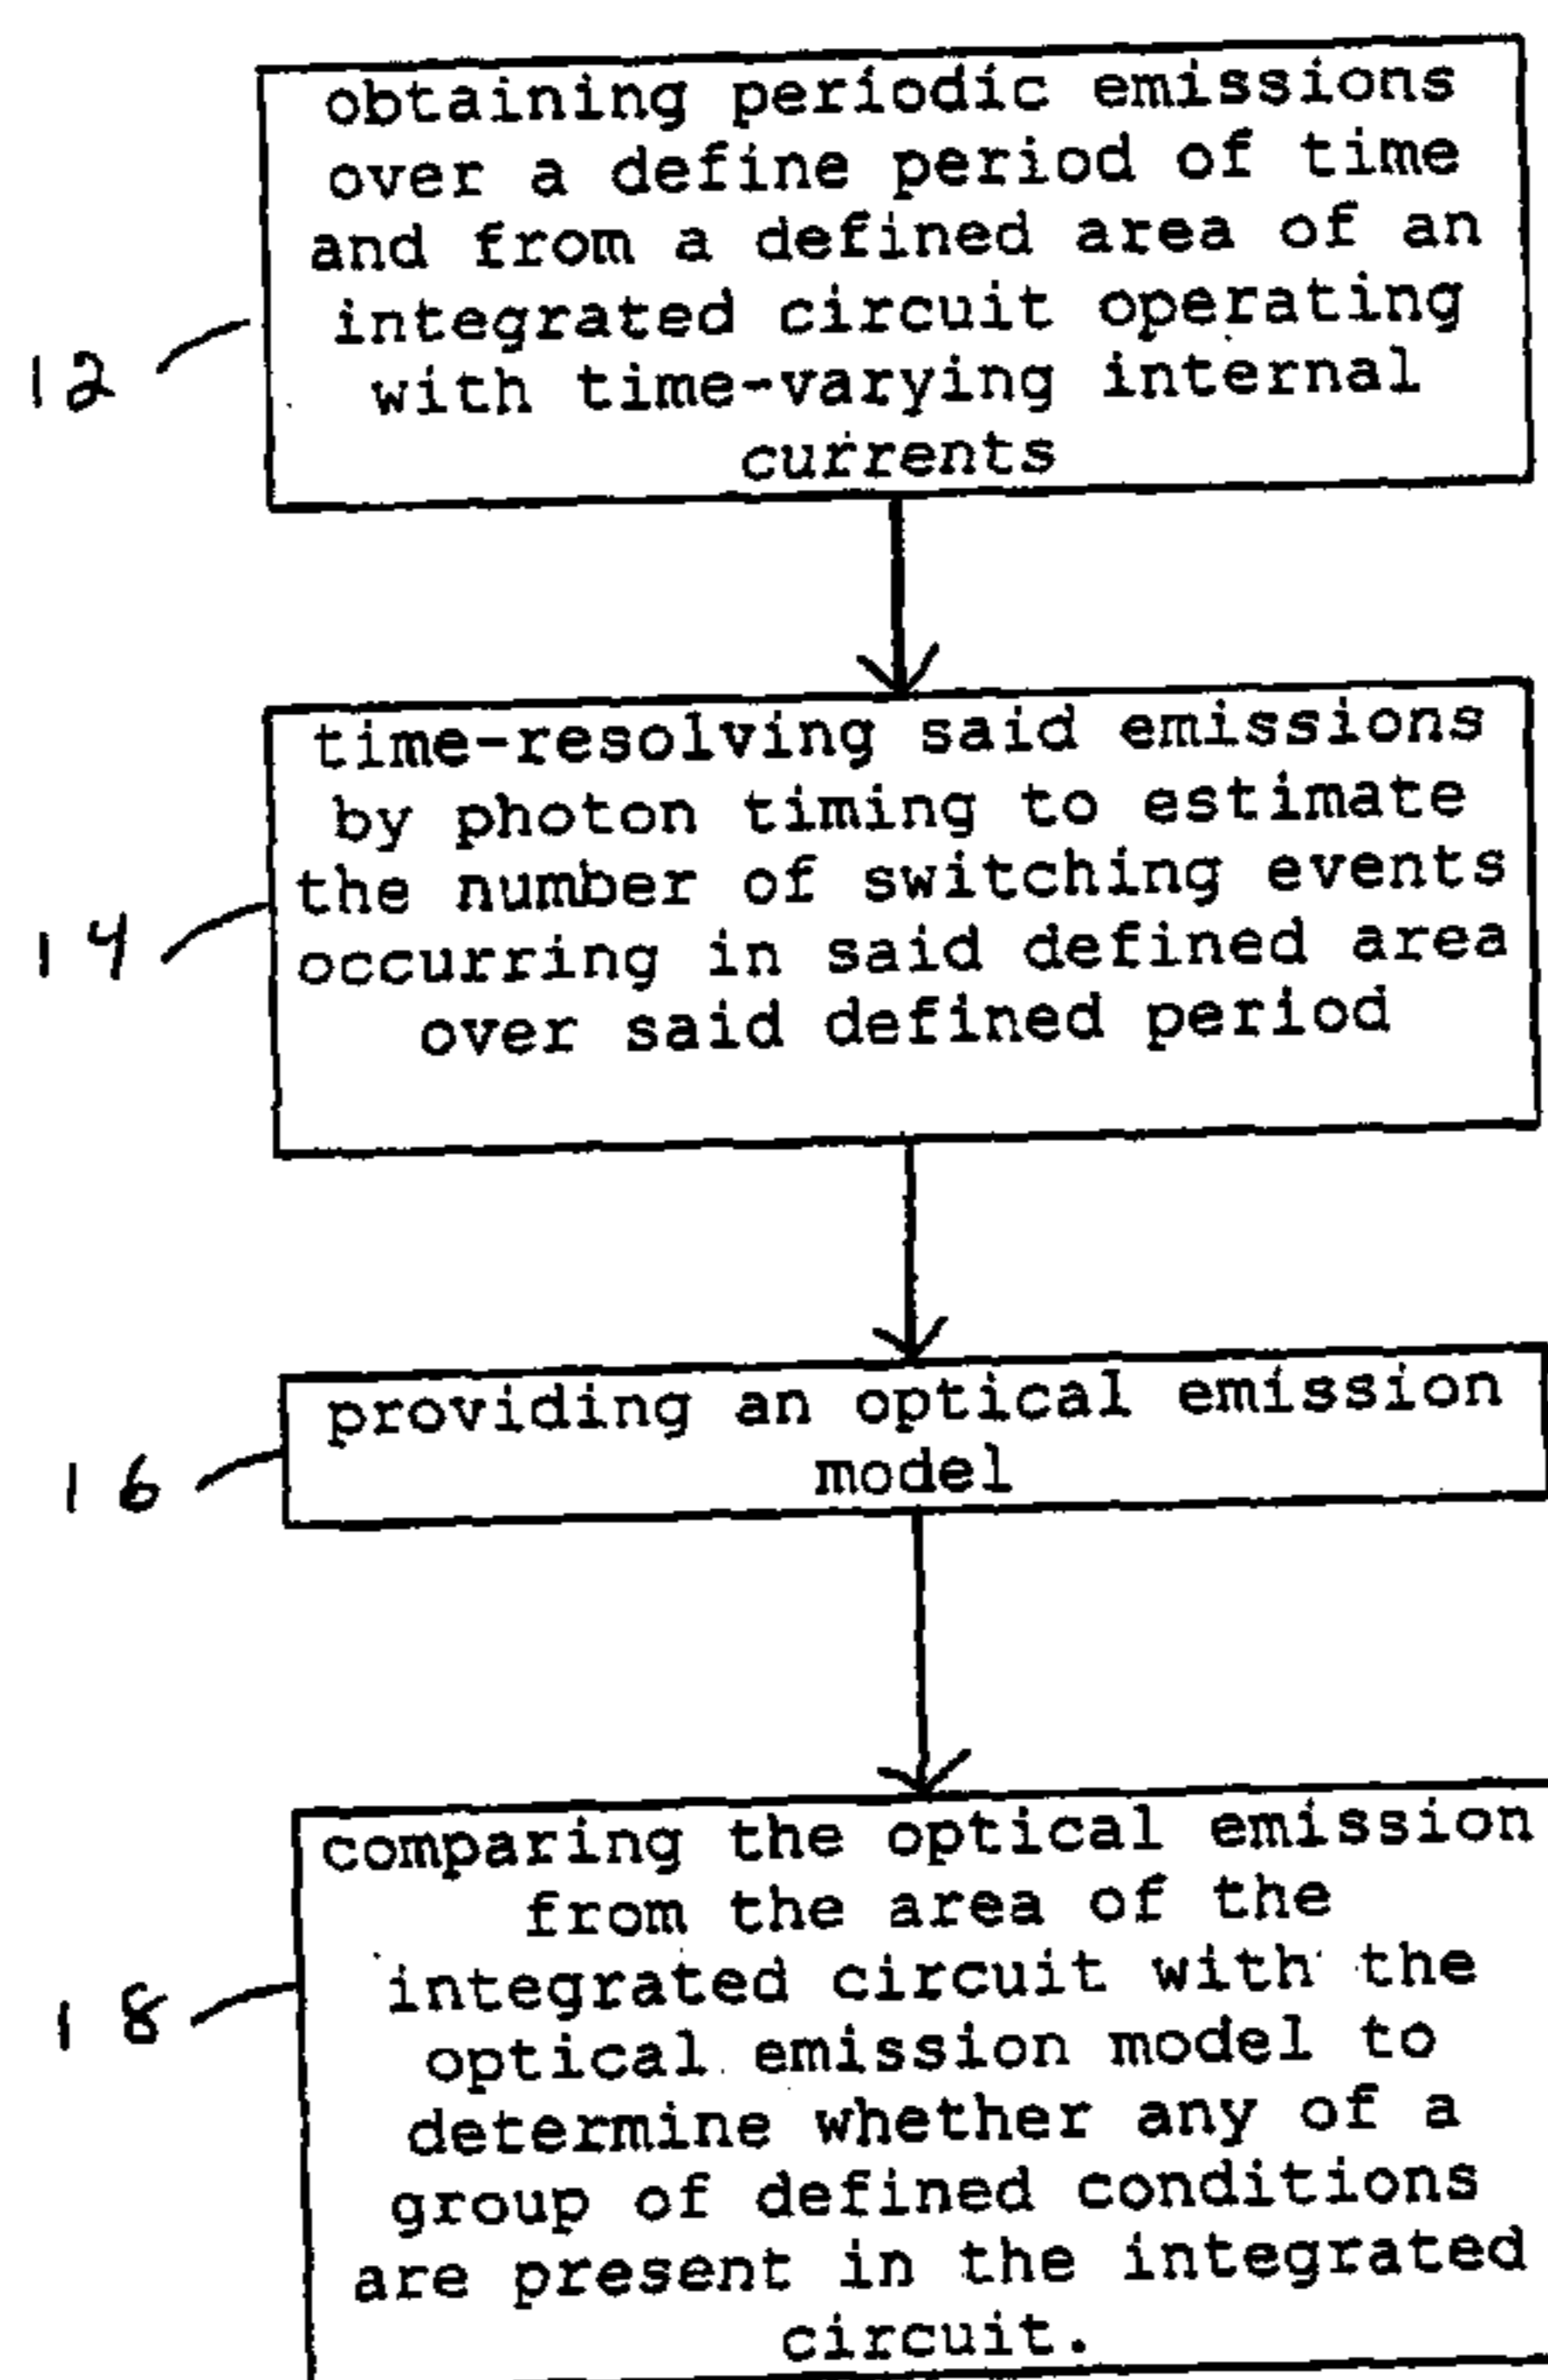 obtaining periodic emissions
over a define period of time
and from a defined area of an
integrated circuit operating
with time-varying internal
currents
12
time-resolving said emissions
by photon timing to estimate
the number of switching events
occurring in said defined area
over said defined period
14
providing an optical emission
model
16
comparing the optical emission
from the area of the
integrated circuit with the
optical emission model to
determine whether any of a
group of defined conditions
are present in the integrated
circuit.
18